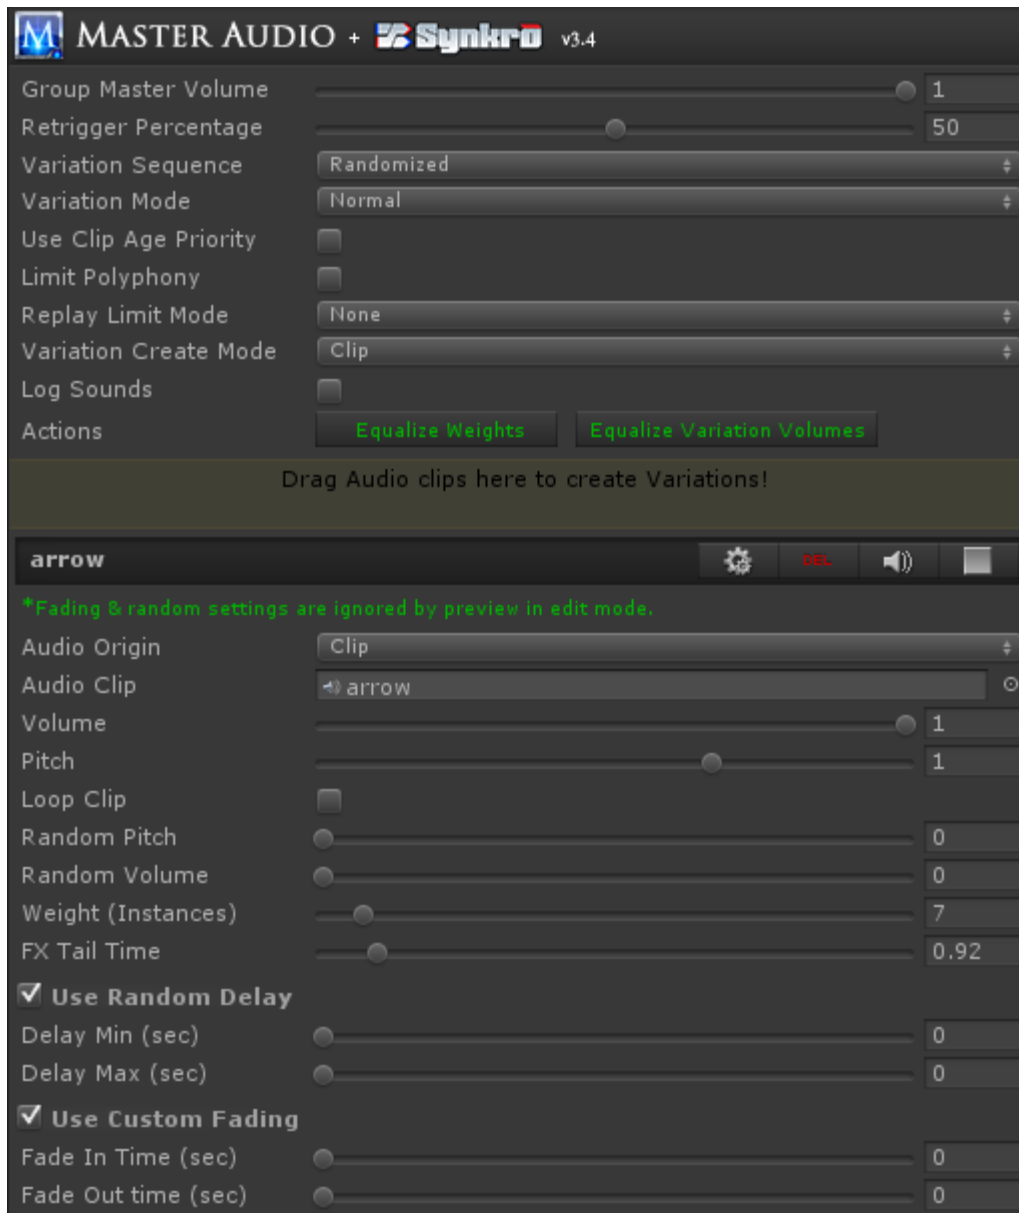 M MASTER AUDIO + Synkro v3.4
Group Master Volume 1
Retrigger Percentage 50
Variation Sequence Randomized
Variation Mode Normal
Use Clip Age Priority
Limit Polyphony
Replay Limit Mode None
Variation Create Mode Clip
Log Sounds
Actions Equalize Weights Equalize Variation Volumes
Drag Audio clips here to create Variations!
arrow DEL
*Fading & random settings are ignored by preview in edit mode.
Audio Origin Clip
Audio Clip arrow
Volume 1
Pitch 1
Loop Clip
Random Pitch 0
Random Volume 0
Weight (Instances) 7
FX Tail Time 0.92
Use Random Delay
Delay Min (sec) 0
Delay Max (sec) 0
Use Custom Fading
Fade In Time (sec) 0
Fade Out time (sec) 0